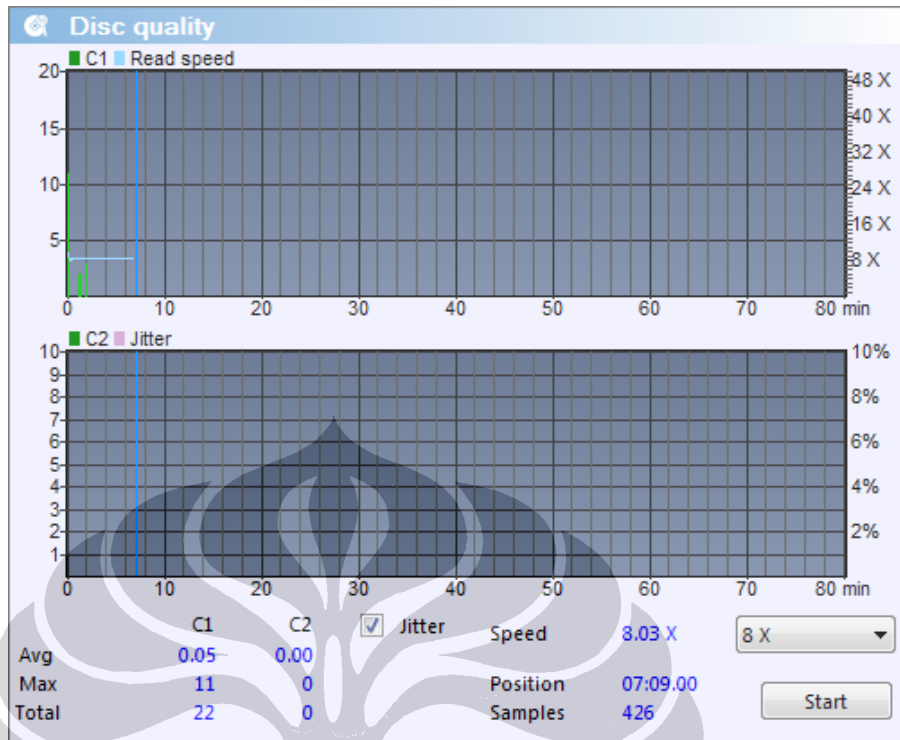 Disc quality
C1 Read speed
20 48 X
15 40 X
32 X
10 24 X
16 X
5 8 X
0 10 20 30 40 50 60 70 80 min
C2 Jitter
10 10%
9
8 8%
7
6 6%
5
4 4%
3
2 2%
1
0 10 20 30 40 50 60 70 80 min
C1 C2 Jitter Speed 8.03 X 8 X
Avg 0.05 0.00
Max 11 0 Position 07:09.00
Total 22 0 Samples 426 Start